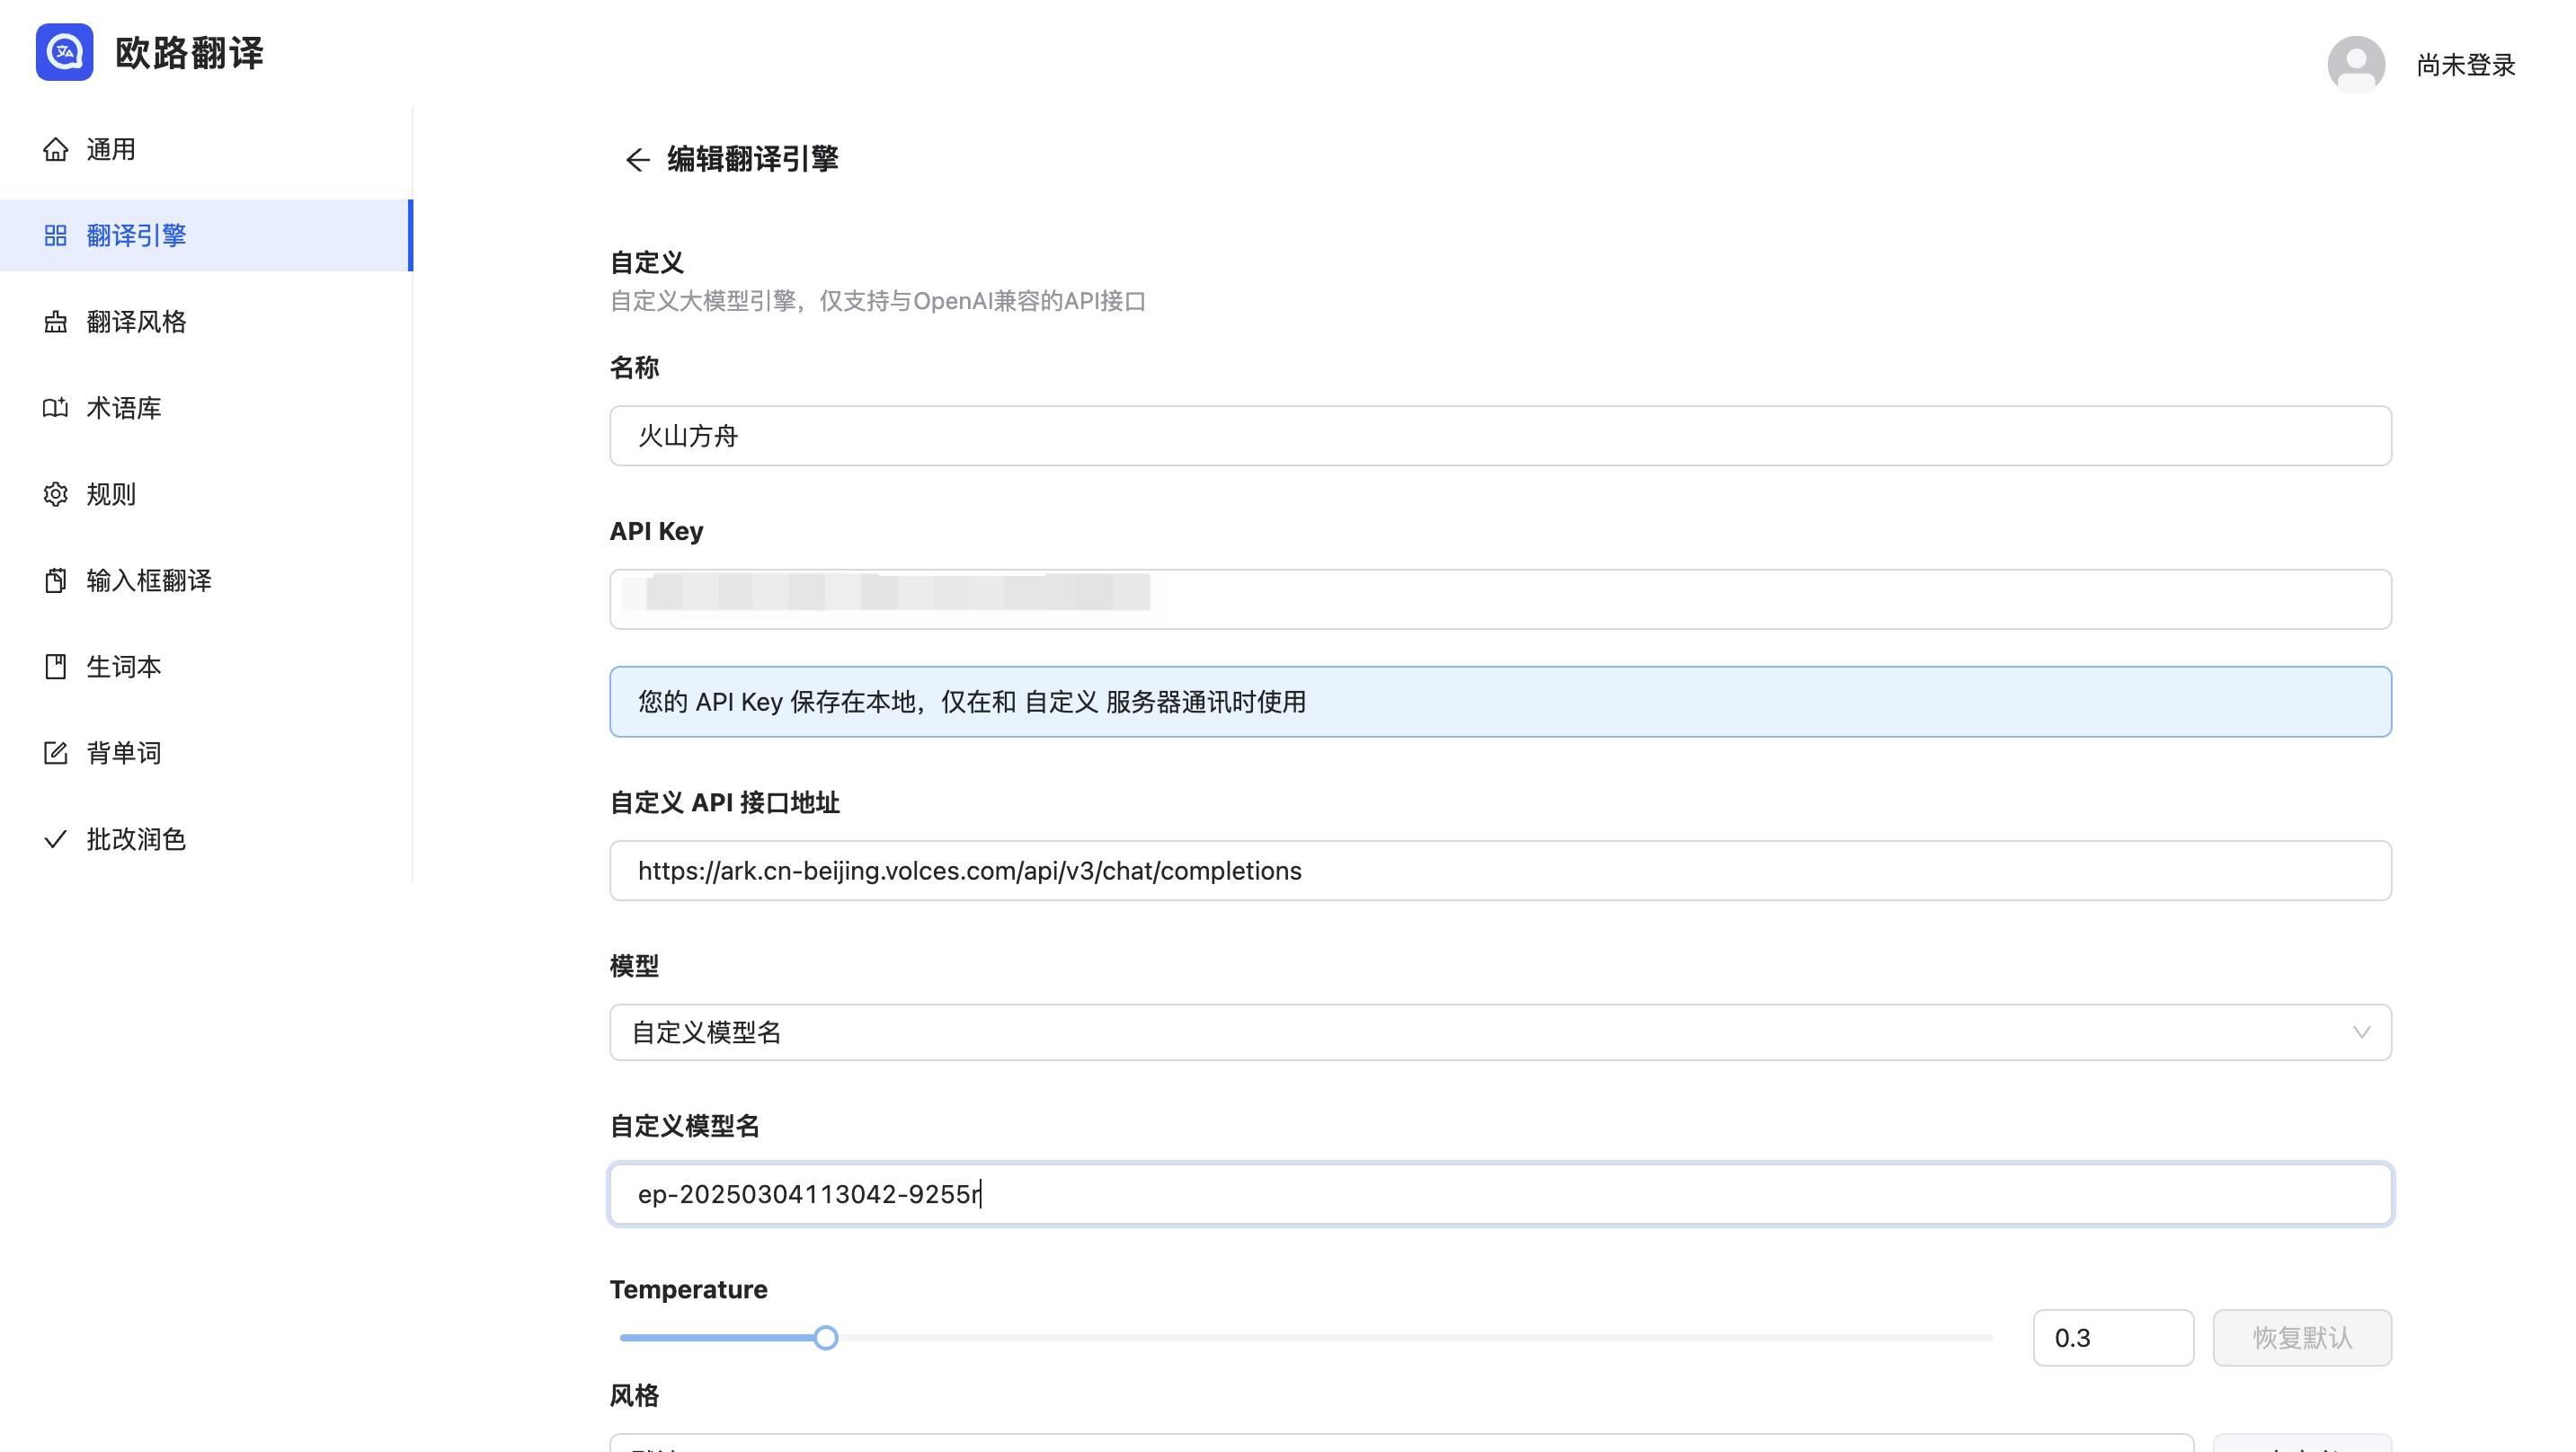 欧路翻译
尚未登录
通用
翻译引擎
翻译风格
术语库
规则
输入框翻译
生词本
背单词
批改润色
编辑翻译引擎
自定义
自定义大模型引擎，仅支持与OpenAI兼容的API接口
名称
火山方舟
API Key
您的 API Key 保存在本地，仅在和 自定义 服务器通讯时使用
自定义 API 接口地址
https://ark.cn-beijing.volces.com/api/v3/chat/completions
模型
自定义模型名
自定义模型名
ep-20250304113042-9255r
Temperature
0.3
恢复默认
风格